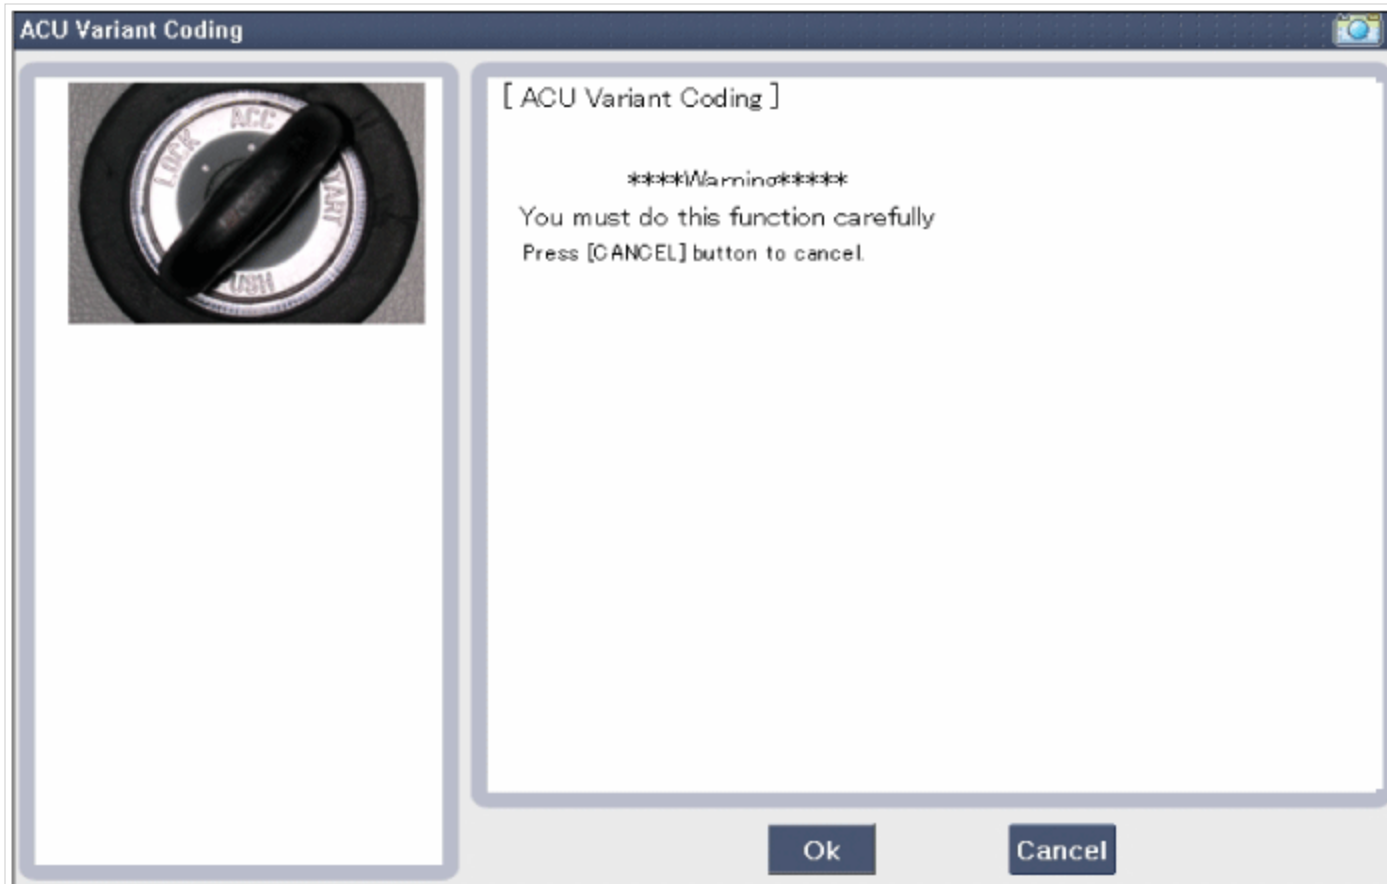 ACU Variant Coding
LOCK
ACC
START
[ ACU Variant Coding ]
****Warning*****
You must do this function carefully
Press [CANCEL] button to cancel.
Ok
Cancel